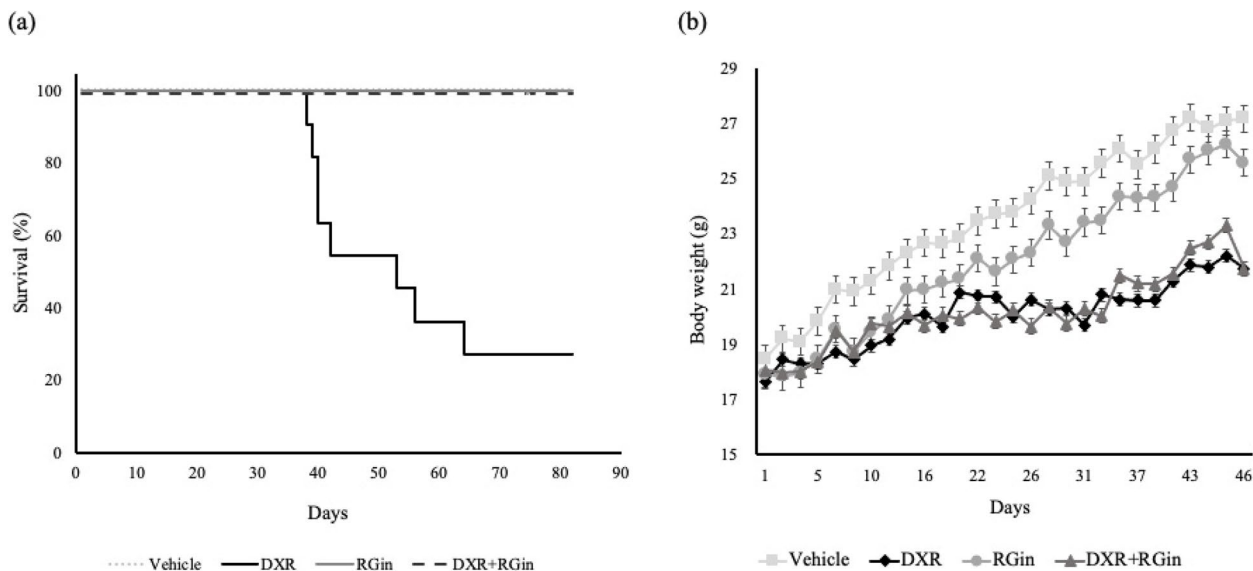 (a)
Survival (%)
100
80
60
40
20
0
0 10 20 30 40 50 60 70 80 90
Days
Vehicle DXR RGin DXR+RGin
(b)
Body weight (g)
29
27
25
23
21
19
17
15
1 5 10 16 22 26 31 37 43 46
Days
Vehicle DXR RGin DXR+RGin